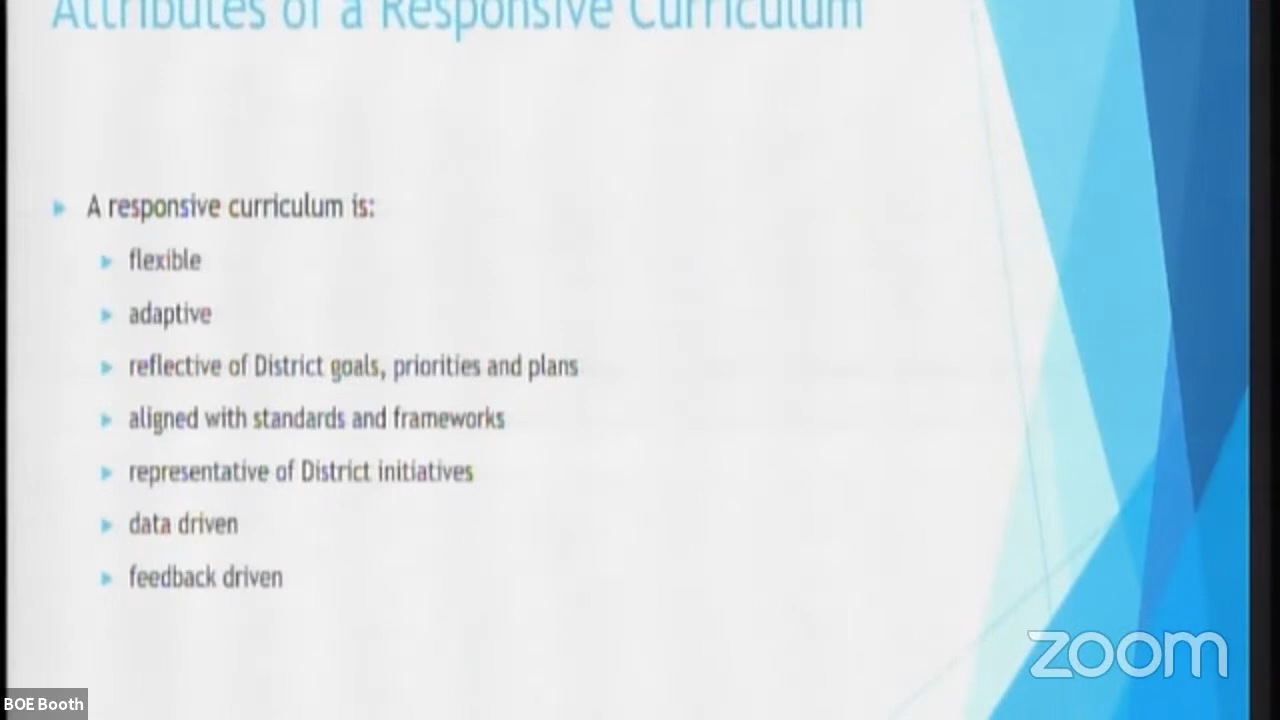 Attributes of a Responsive Curriculum
A responsive curriculum is:
flexible
adaptive
reflective of District goals, priorities and plans
aligned with standards and frameworks
representative of District initiatives
data driven
feedback driven
zoom
BOE Booth